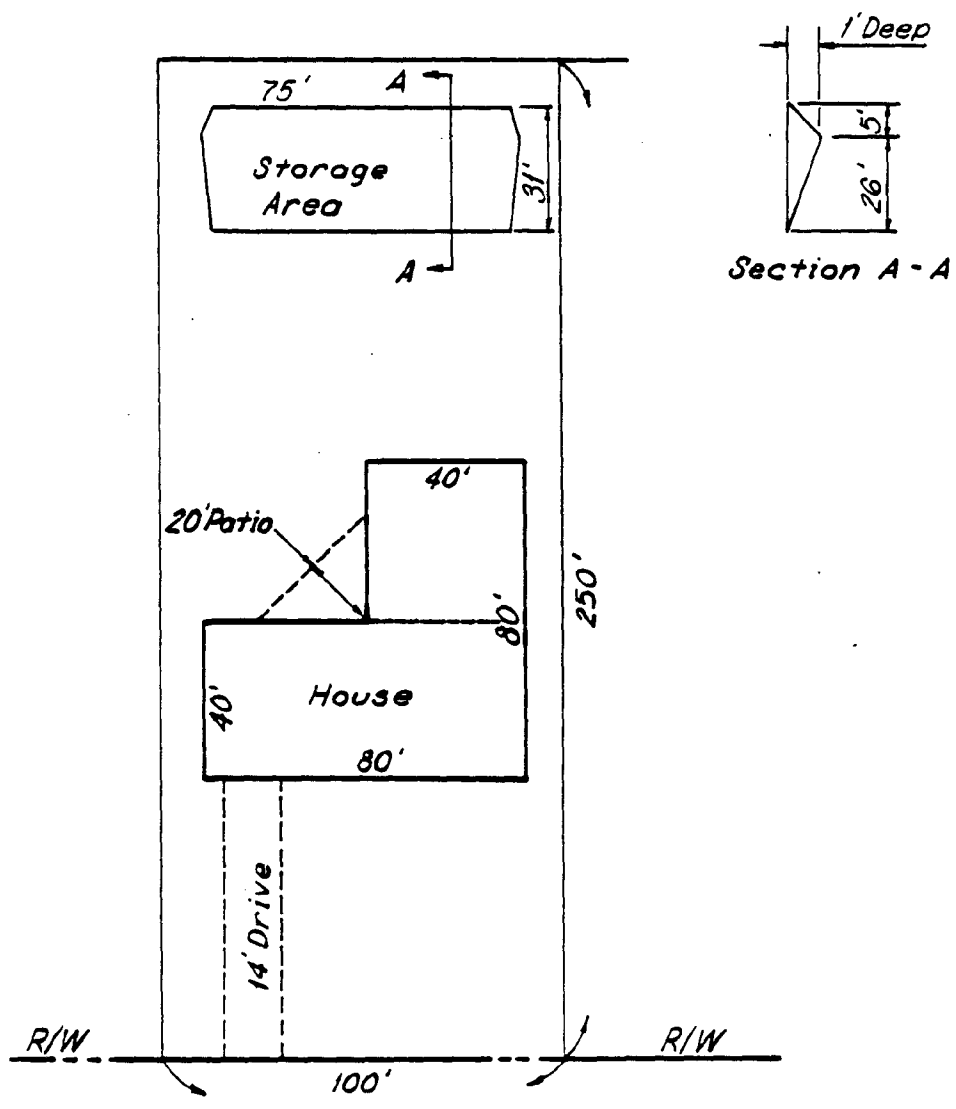 1' Deep
75'
A
5'
Storage
Area
31'
26'
A
Section A-A
40'
20' Patio
250'
80'
House
40'
80'
14' Drive
R/W
R/W
100'